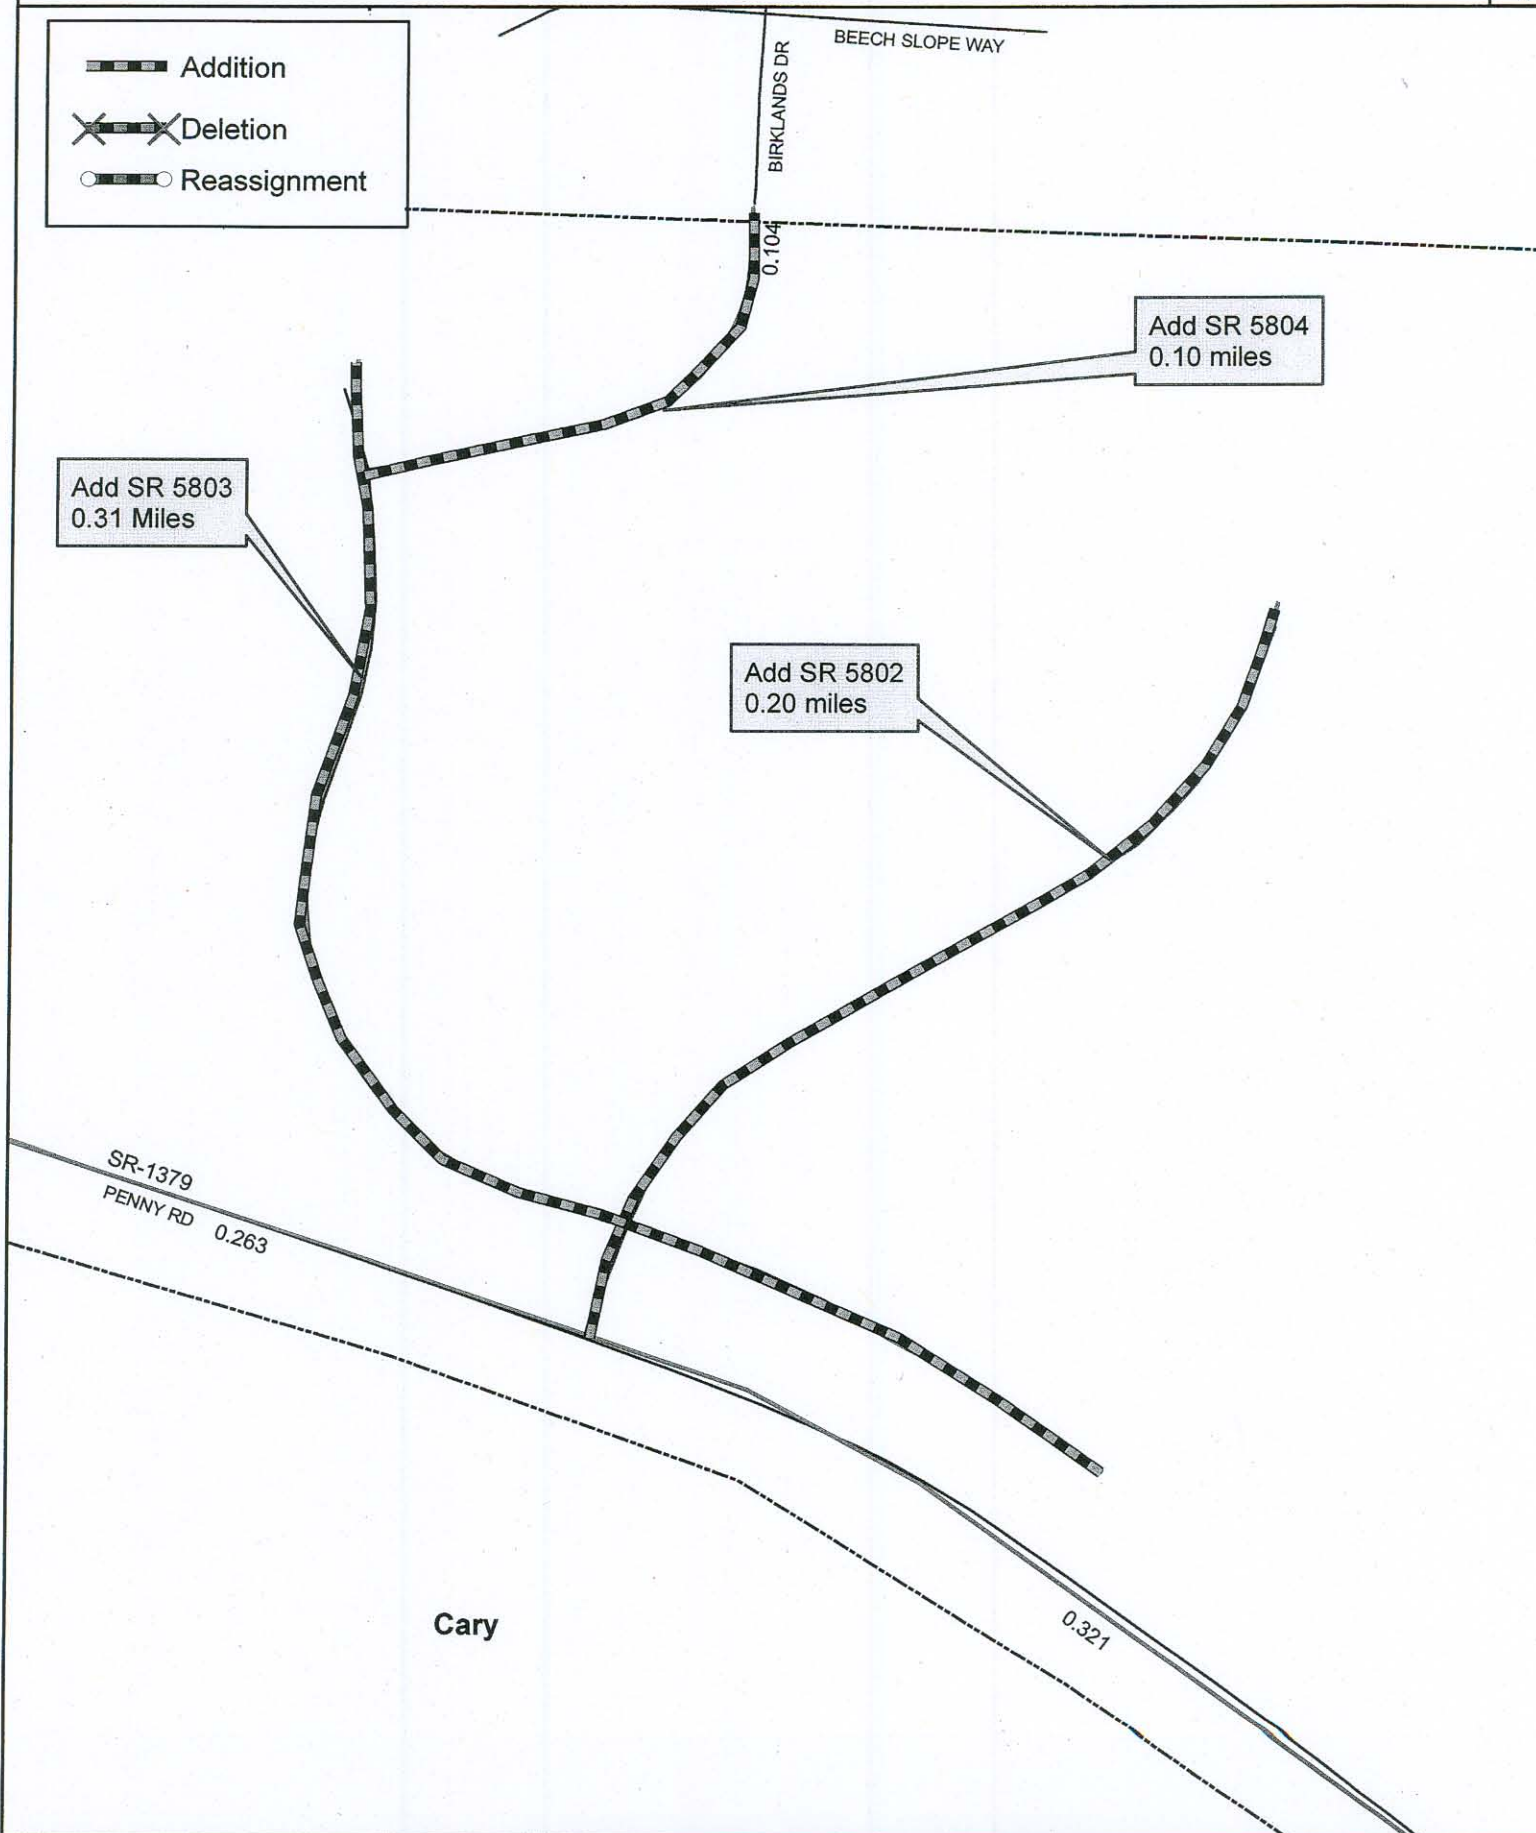 Addition
Deletion
Reassignment
BEECH SLOPE WAY
BIRKLANDS DR
0.104
Add SR 5804
0.10 miles
Add SR 5803
0.31 Miles
Add SR 5802
0.20 miles
SR-1379
PENNY RD
0.263
0.321
Cary